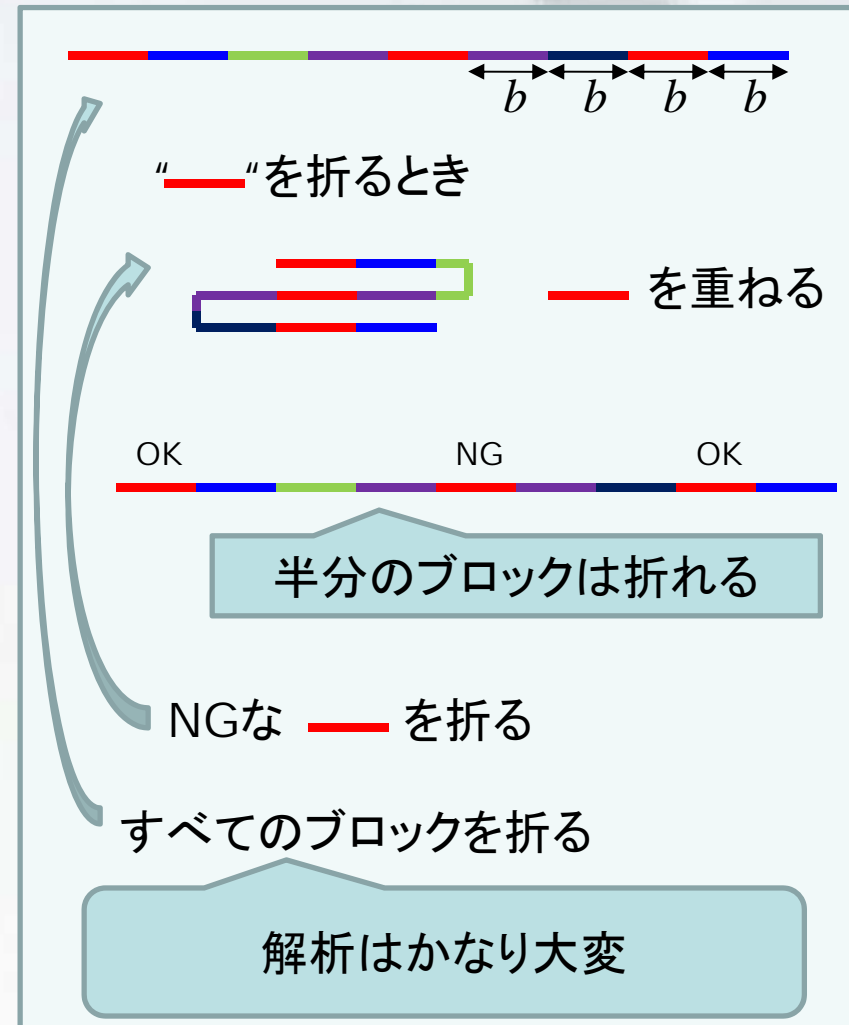 b b b b
“ “を折るとき
を重ねる
OK NG OK
半分のブロックは折れる
NGな を折る
すべてのブロックを折る
解析はかなり大変